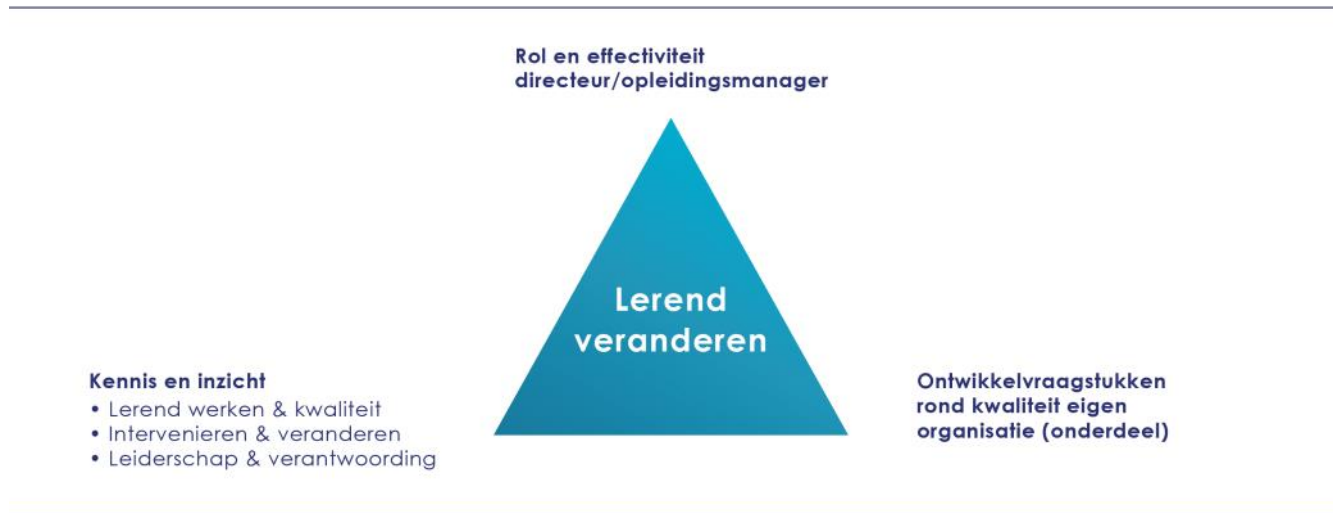 Rol en effectiviteit
directeur/opleidingsmanager
Lerend
veranderen
Kennis en inzicht
• Lerend werken & kwaliteit
• Intervenieren & veranderen
• Leiderschap & verantwoording
Ontwikkelvraagstukken
rond kwaliteit eigen
organisatie (onderdeel)